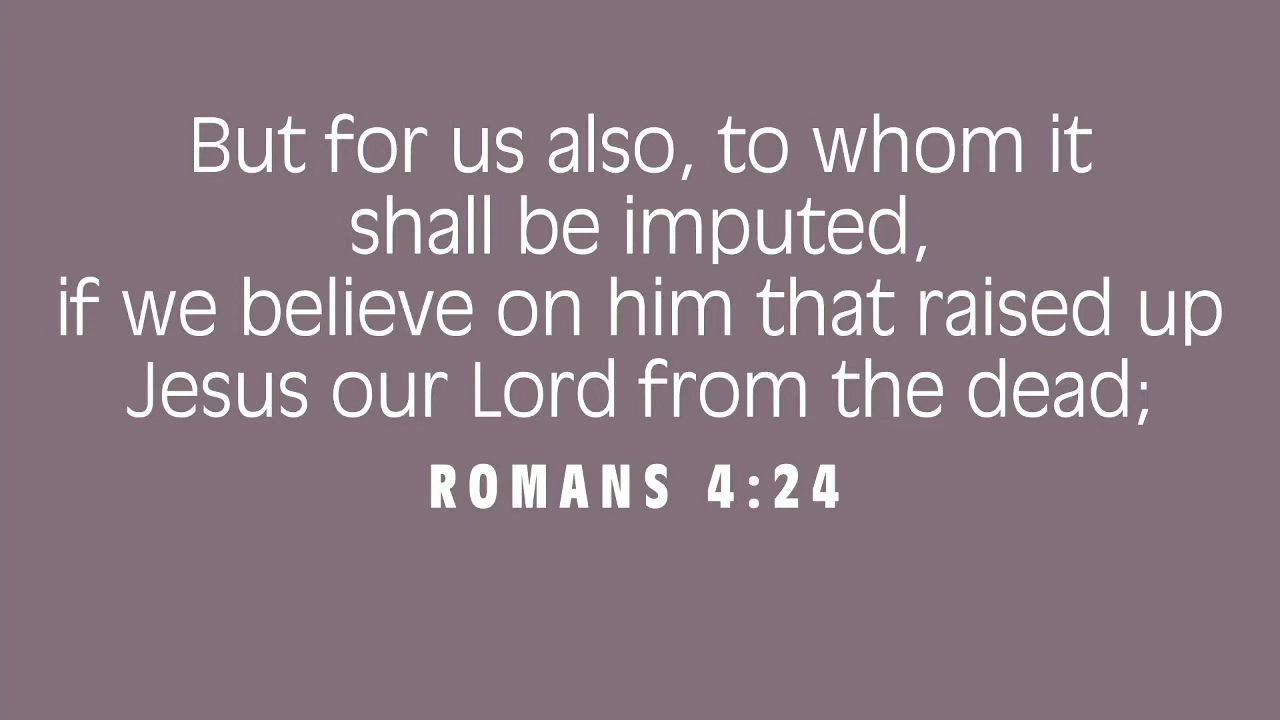 But for us also, to whom it
shall be imputed,
if we believe on him that raised up
Jesus our Lord from the dead;
ROMANS 4:24